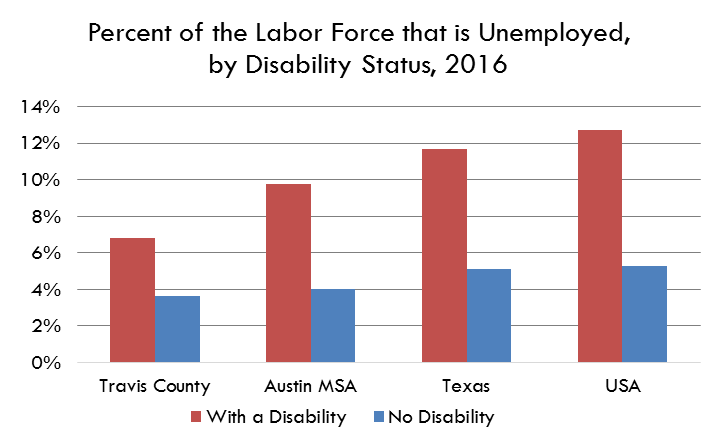 Percent of the Labor Force that is Unemployed,
by Disability Status, 2016
14%
12%
10%
8%
6%
4%
2%
0%
Travis County Austin MSA Texas USA
With a Disability No Disability